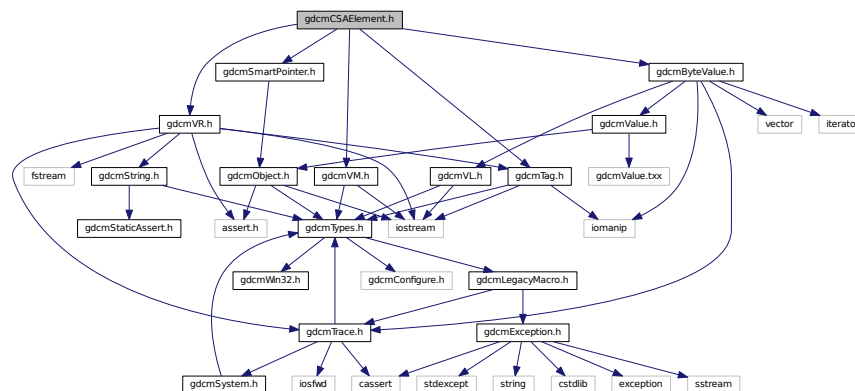 gdcmCSAElement.h
gdcmSmartPointer.h
gdcmByteValue.h
gdcmVR.h
gdcmValue.h
vector
iterato
fstream
gdcmString.h
gdcmObject.h
gdcmVM.h
gdcmVL.h
gdcmTag.h
gdcmValue.txx
gdcmStaticAssert.h
assert.h
gdcmTypes.h
iostream
iomanip
gdcmWin32.h
gdcmConfigure.h
gdcmLegacyMacro.h
gdcmTrace.h
gdcmException.h
gdcmSystem.h
iosfwd
cassert
stdexcept
string
cstdlib
exception
sstream